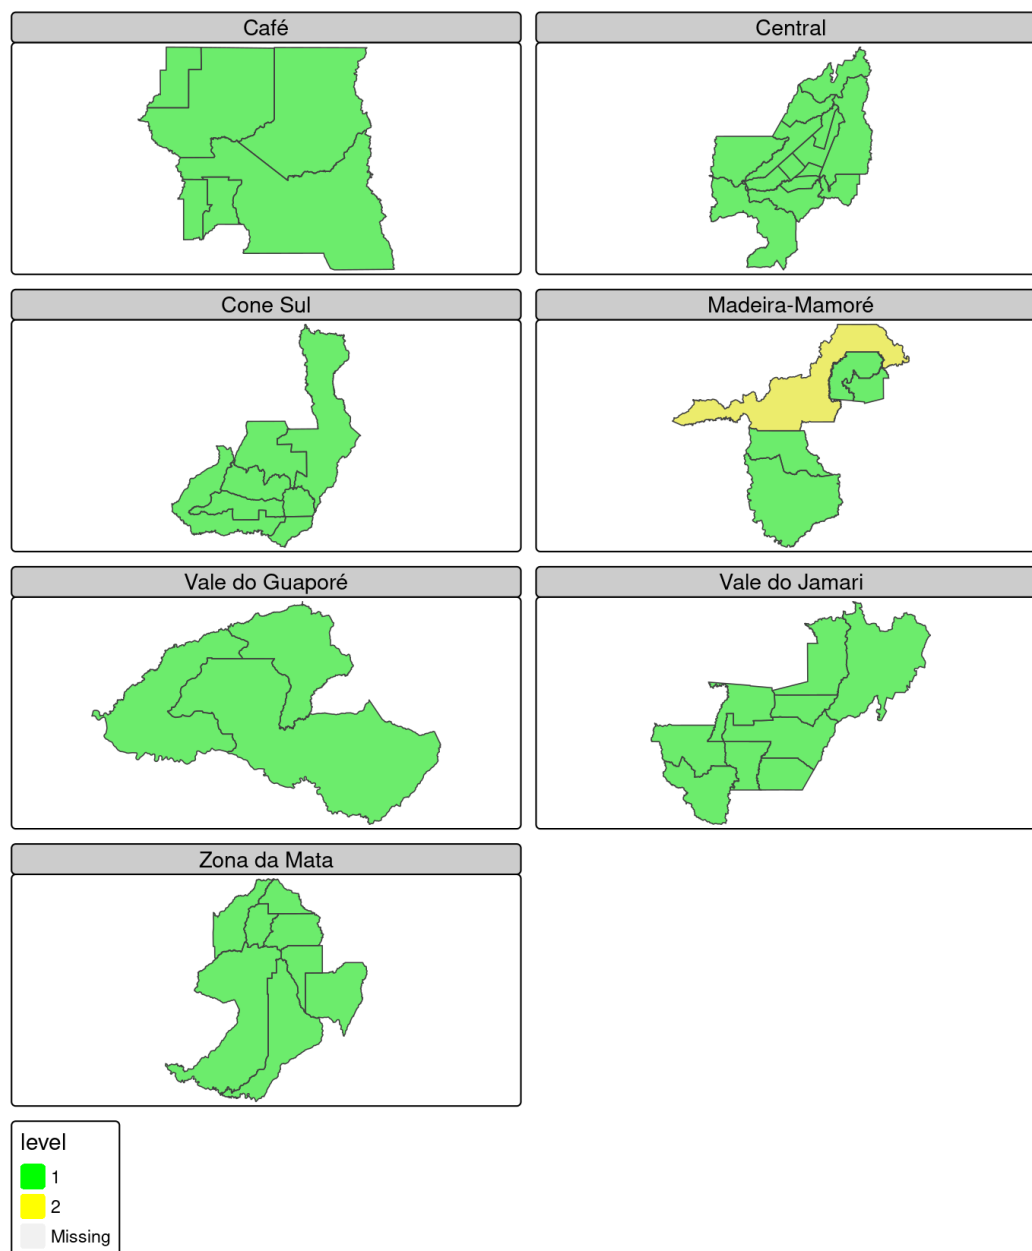 Café
Central
Cone Sul
Madeira-Mamoré
Vale do Guaporé
Vale do Jamari
Zona da Mata
level
1
2
Missing